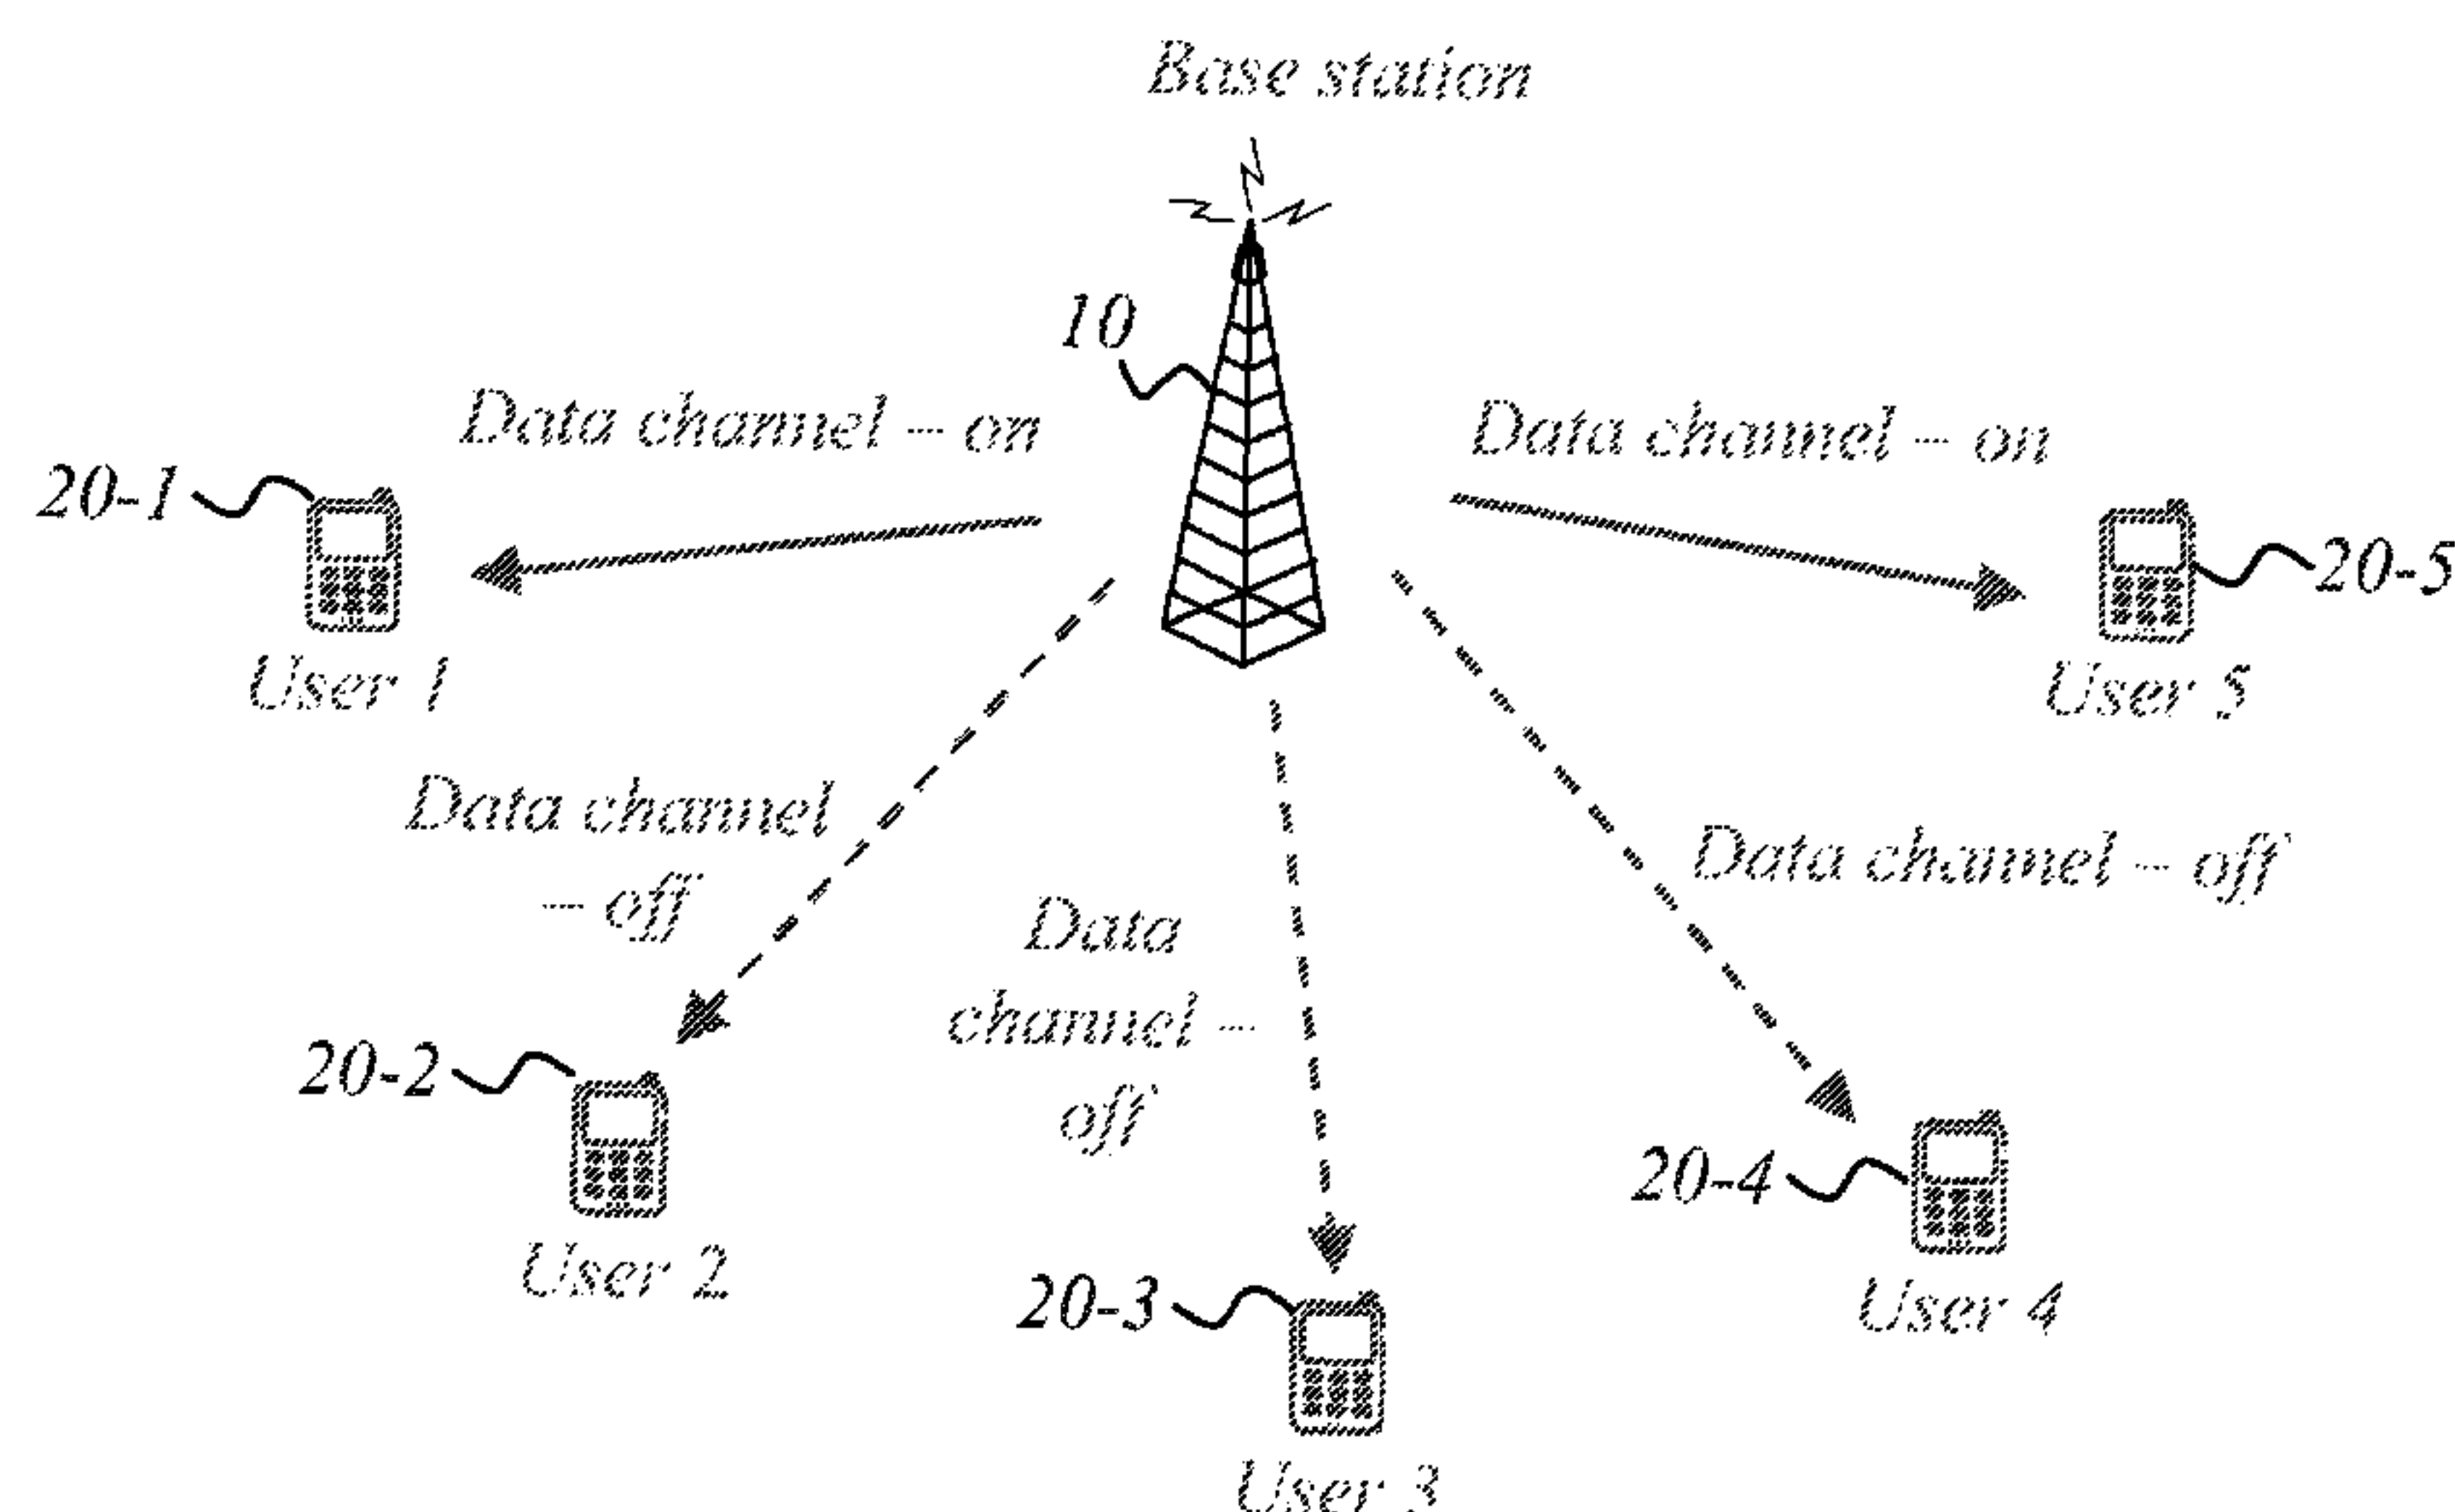 Base station
10
Data channel – on
Data channel – on
20-1
20-5
User 1
User 5
Data channel
– off
Data channel – off
Data
channel –
off
20-2
20-4
User 2
20-3
User 4
User 3